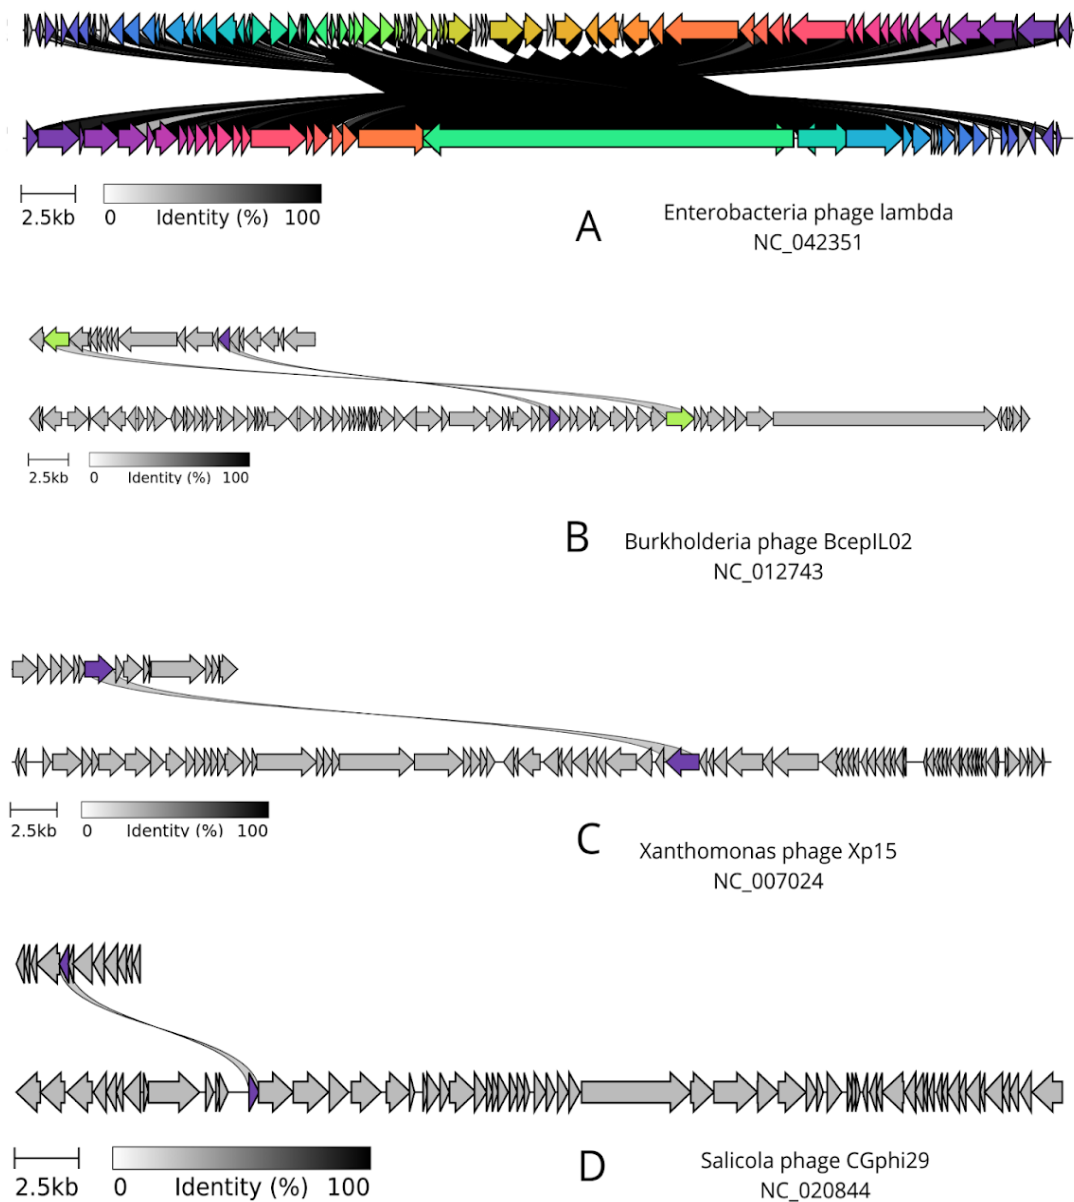 2.5kb 0 Identity (%) 100
A
Enterobacteria phage lambda
NC_042351
2.5kb 0 Identity (%) 100
B
Burkholderia phage BcepIL02
NC_012743
2.5kb 0 Identity (%) 100
C
Xanthomonas phage Xp15
NC_007024
2.5kb 0 Identity (%) 100
D
Salicola phage CGphi29
NC_020844